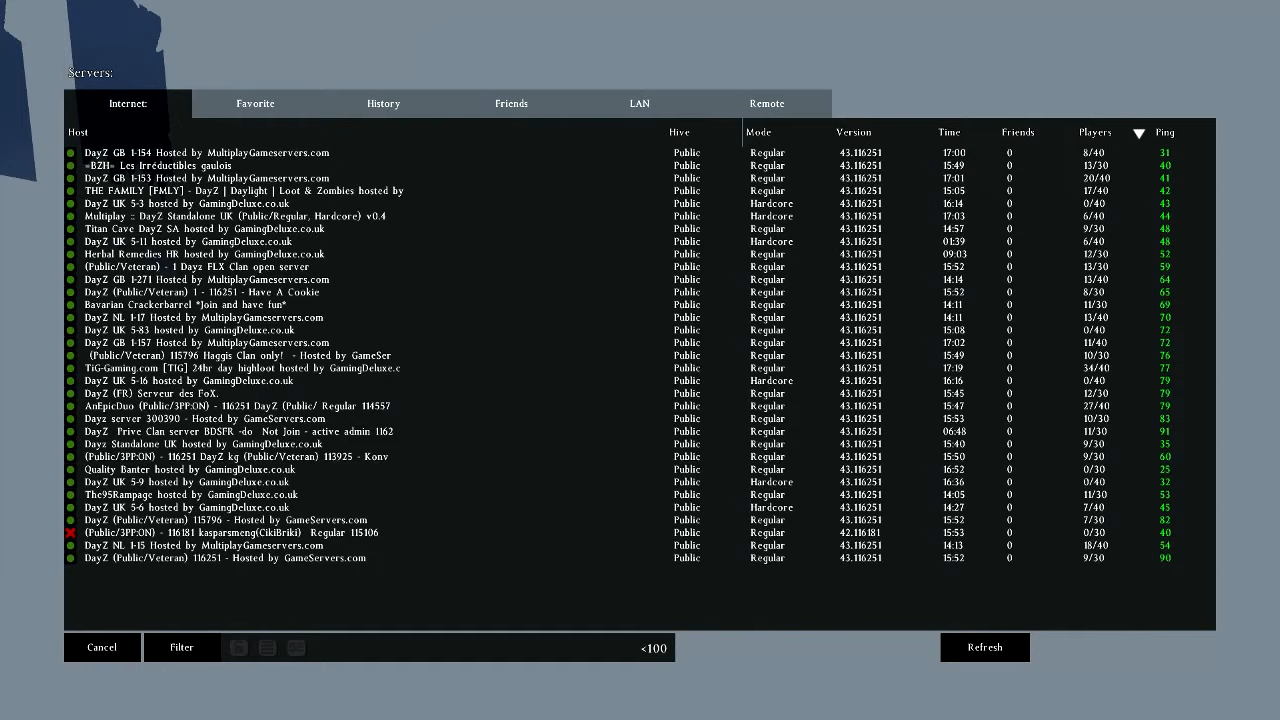 Servers:
Internet: Favorite History Friends LAN Remote
Host Hive Mode Version Time Friends Players Ping
DayZ GB 1-154 Hosted by MultiplayGameservers.com Public Regular 43.116251 17:00 0 8/40 31
=BZH= Les Irréductibles gaulois Public Regular 43.116251 15:49 0 13/30 40
DayZ GB 1-153 Hosted by MultiplayGameservers.com Public Regular 43.116251 17:01 0 20/40 41
THE FAMILY [FMLY] - DayZ | Daylight | Loot & Zombies hosted by Public Regular 43.116251 15:05 0 17/40 42
DayZ UK 5-3 hosted by GamingDeluxe.co.uk Public Hardcore 43.116251 16:14 0 0/40 43
Multiplay :: DayZ Standalone UK (Public/Regular, Hardcore) v0.4 Public Hardcore 43.116251 17:03 0 6/40 44
Titan Cave DayZ SA hosted by GamingDeluxe.co.uk Public Regular 43.116251 14:57 0 9/30 48
DayZ UK 5-11 hosted by GamingDeluxe.co.uk Public Hardcore 43.116251 01:39 0 6/40 48
Herbal Remedies HR hosted by GamingDeluxe.co.uk Public Regular 43.116251 09:03 0 12/30 52
(Public/Veteran) - 1 Dayz FLX Clan open server Public Regular 43.116251 15:52 0 13/30 59
DayZ GB 1-271 Hosted by MultiplayGameservers.com Public Regular 43.116251 14:14 0 13/40 64
DayZ (Public/Veteran) 1 - 116251 - Have A Cookie Public Regular 43.116251 15:52 0 8/30 65
Bavarian Crackerbarrel *Join and have fun* Public Regular 43.116251 14:11 0 11/30 69
DayZ NL 1-17 Hosted by MultiplayGameservers.com Public Regular 43.116251 14:11 0 13/40 70
DayZ UK 5-83 hosted by GamingDeluxe.co.uk Public Regular 43.116251 15:08 0 0/40 72
DayZ GB 1-157 Hosted by MultiplayGameservers.com Public Regular 43.116251 17:02 0 11/40 72
(Public/Veteran) 115796 Haggis Clan only! - Hosted by GameSer Public Regular 43.116251 15:49 0 10/30 76
TiG-Gaming.com [TIG] 24hr day highloot hosted by GamingDeluxe.c Public Regular 43.116251 17:19 0 34/40 77
DayZ UK 5-16 hosted by GamingDeluxe.co.uk Public Hardcore 43.116251 16:16 0 0/40 79
DayZ (FR) Serveur des FoX. Public Regular 43.116251 15:45 0 12/30 79
AnEpicDuo (Public/3PP:ON) - 116251 DayZ (Public/ Regular 114557 Public Regular 43.116251 15:47 0 27/40 79
Dayz server 300390 - Hosted by GameServers.com Public Regular 43.116251 15:53 0 10/30 83
DayZ Prive Clan server BDSFR -do Not Join - active admin 1162 Public Regular 43.116251 06:48 0 11/30 91
Dayz Standalone UK hosted by GamingDeluxe.co.uk Public Regular 43.116251 15:40 0 9/30 35
(Public/3PP:ON) - 116251 DayZ kg (Public/Veteran) 113925 - Konv Public Regular 43.116251 15:50 0 9/30 60
Quality Banter hosted by GamingDeluxe.co.uk Public Regular 43.116251 16:52 0 0/30 25
DayZ UK 5-9 hosted by GamingDeluxe.co.uk Public Hardcore 43.116251 16:36 0 0/40 32
The95Rampage hosted by GamingDeluxe.co.uk Public Regular 43.116251 14:05 0 11/30 53
DayZ UK 5-6 hosted by GamingDeluxe.co.uk Public Hardcore 43.116251 14:27 0 7/40 45
DayZ (Public/Veteran) 115796 - Hosted by GameServers.com Public Regular 43.116251 15:52 0 7/30 82
(Public/3PP:ON) - 116181 kasparsmcng(CikiBriki) Regular 115106 Public Regular 42.116181 15:53 0 0/30 40
DayZ NL 1-15 Hosted by MultiplayGameservers.com Public Regular 43.116251 14:13 0 18/40 54
DayZ (Public/Veteran) 116251 - Hosted by GameServers.com Public Regular 43.116251 15:52 0 9/30 90
Cancel Filter <100 Refresh